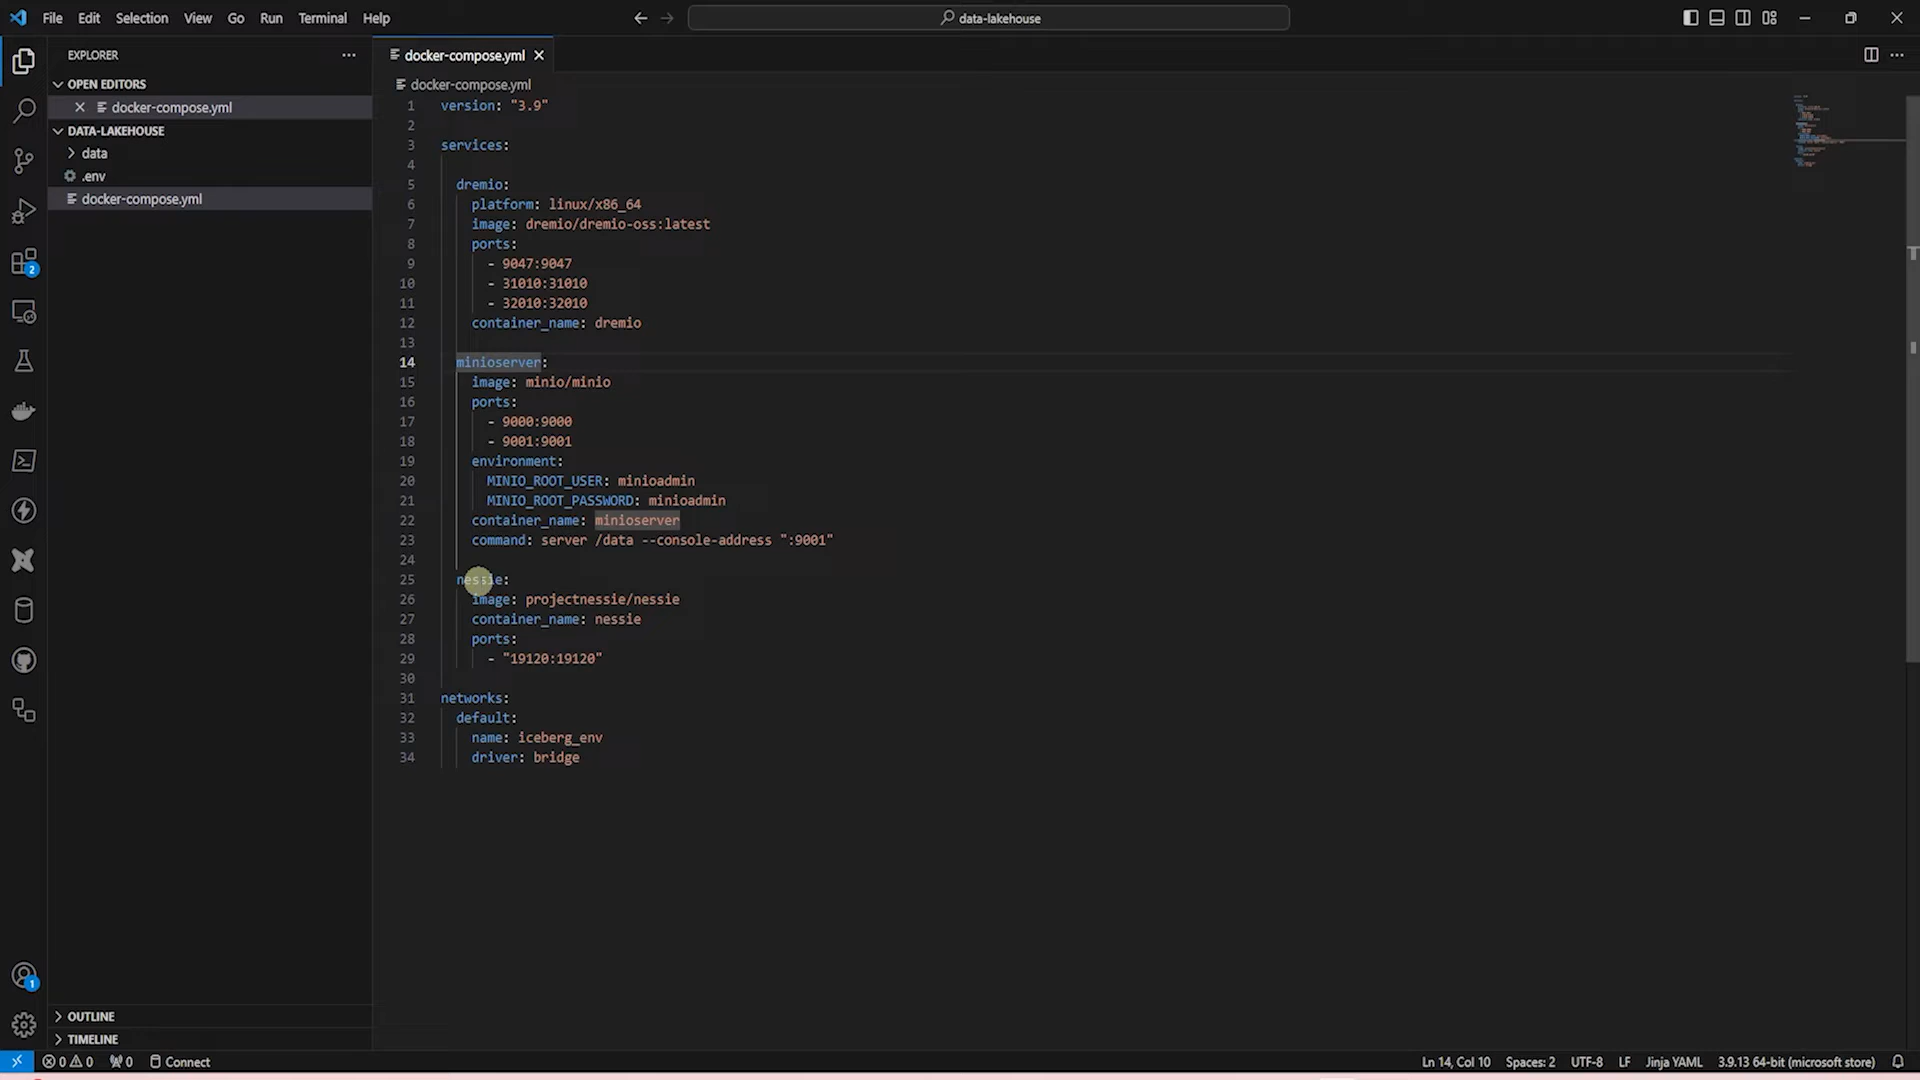 File Edit Selection View Go Run Terminal Help
data-lakehouse
EXPLORER
OPEN EDITORS
docker-compose.yml
DATA-LAKEHOUSE
data
.env
docker-compose.yml
OUTLINE
TIMELINE
2
1
docker-compose.yml
docker-compose.yml
1 version: "3.9"
2
3 services:
4
5 dremio:
6 platform: linux/x86_64
7 image: dremio/dremio-oss:latest
8 ports:
9 - 9047:9047
10 - 31010:31010
11 - 32010:32010
12 container_name: dremio
13
14 minioserver:
15 image: minio/minio
16 ports:
17 - 9000:9000
18 - 9001:9001
19 environment:
20 MINIO_ROOT_USER: minioadmin
21 MINIO_ROOT_PASSWORD: minioadmin
22 container_name: minioserver
23 command: server /data --console-address ":9001"
24
25 nessie:
26 image: projectnessie/nessie
27 container_name: nessie
28 ports:
29 - "19120:19120"
30
31 networks:
32 default:
33 name: iceberg_env
34 driver: bridge
0 0 0 Connect
Ln 14, Col 10 Spaces: 2 UTF-8 LF Jinja YAML 3.9.13 64-bit (microsoft store)